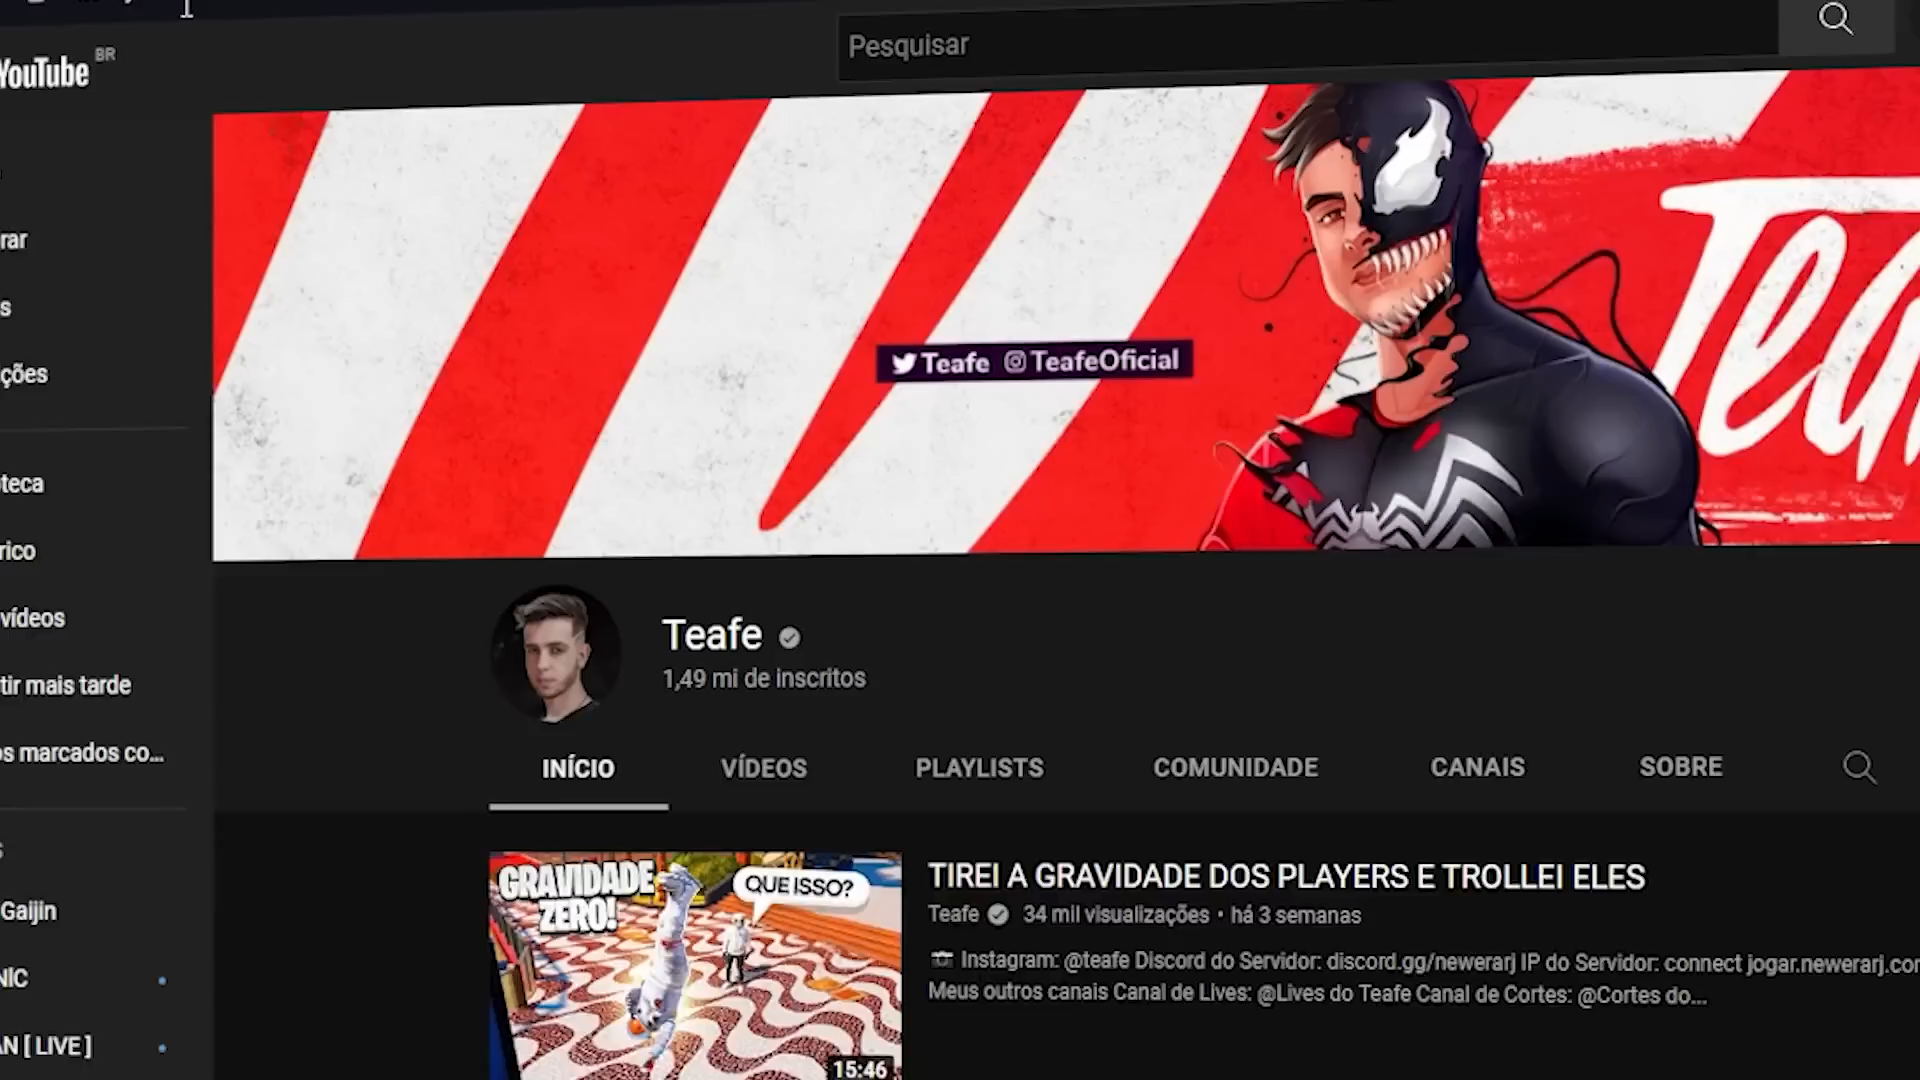 YouTube BR
Pesquisar
rar
s
ções
teca
rico
vídeos
tir mais tarde
os marcados co...
Gaijin
NIC
AN [ LIVE ]
Teafe TeafeOficial
Tea
Teafe
1,49 mi de inscritos
INÍCIO VÍDEOS PLAYLISTS COMUNIDADE CANAIS SOBRE
GRAVIDADE
ZERO!
QUE ISSO?
15:46
TIREI A GRAVIDADE DOS PLAYERS E TROLLEI ELES
Teafe 34 mil visualizações • há 3 semanas
Instagram: @teafe Discord do Servidor: discord.gg/newerarj IP do Servidor: connect jogar.newerarj.com
Meus outros canais Canal de Lives: @Lives do Teafe Canal de Cortes: @Cortes do...